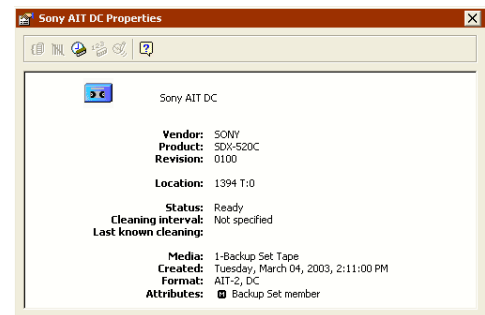 Sony AIT DC Properties
Sony AIT DC
Vendor: SONY
Product: SDX-520C
Revision: 0100
Location: 1394 T:0
Status: Ready
Cleaning interval: Not specified
Last known cleaning:
Media: 1-Backup Set Tape
Created: Tuesday, March 04, 2003, 2:11:00 PM
Format: AIT-2, DC
Attributes: Backup Set member